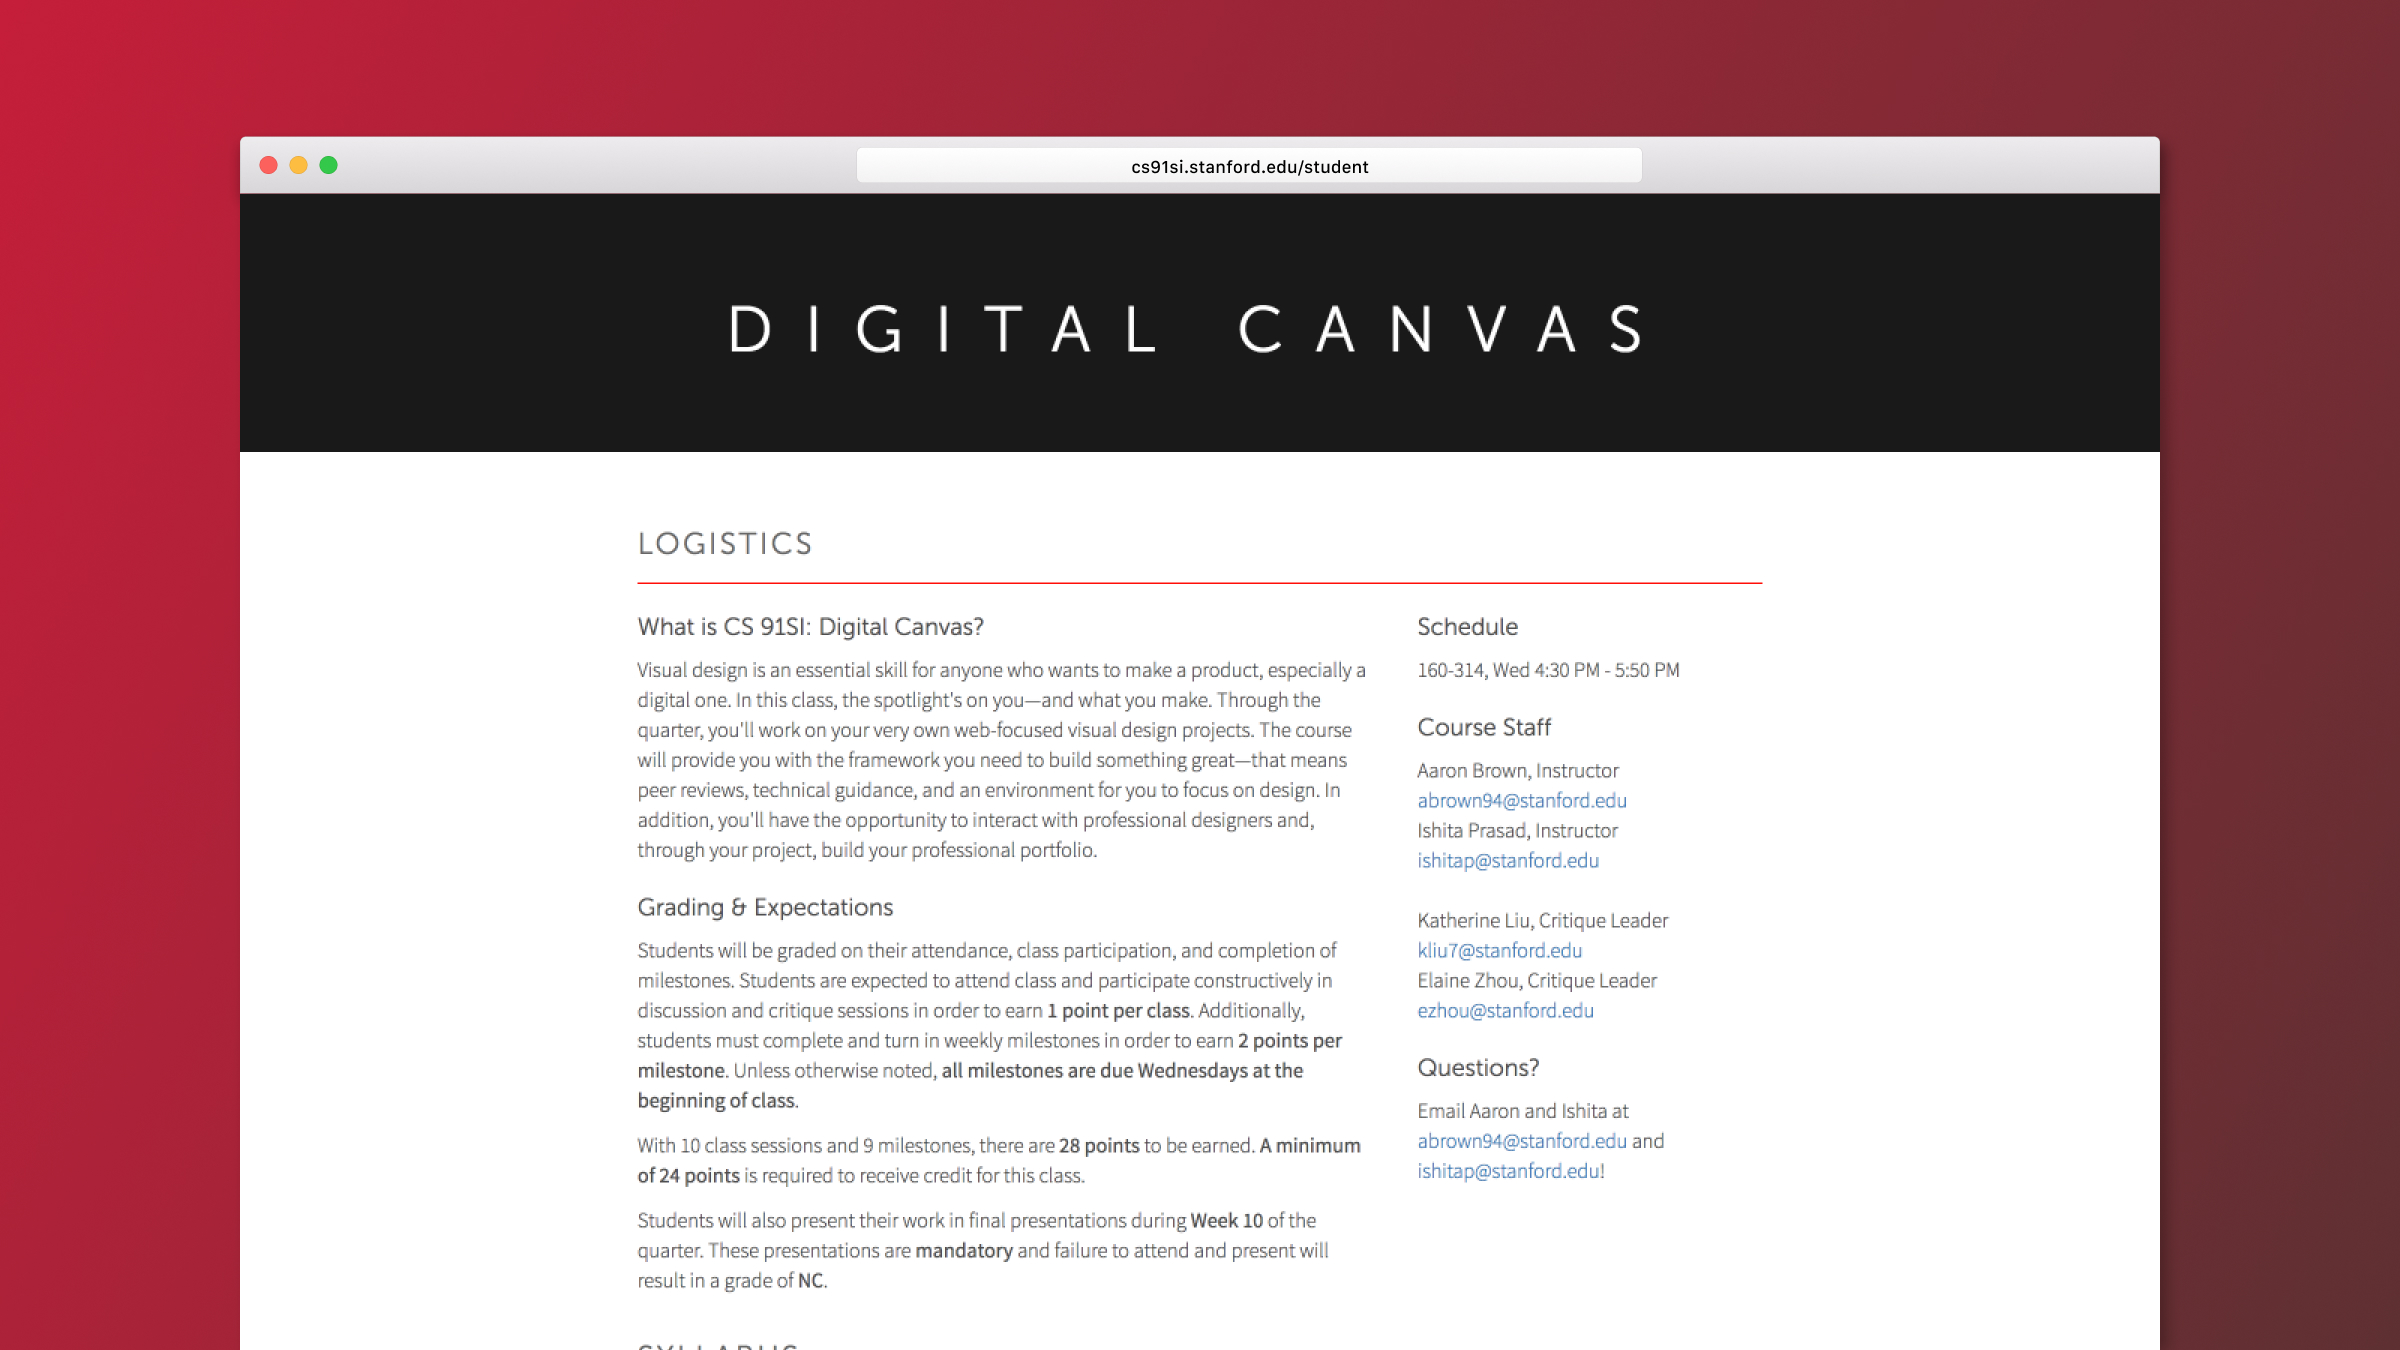 cs91si.stanford.edu/student
DIGITAL CANVAS
LOGISTICS
What is CS 91SI: Digital Canvas?
Visual design is an essential skill for anyone who wants to make a product, especially a
digital one. In this class, the spotlight's on you—and what you make. Through the
quarter, you'll work on your very own web-focused visual design projects. The course
will provide you with the framework you need to build something great—that means
peer reviews, technical guidance, and an environment for you to focus on design. In
addition, you'll have the opportunity to interact with professional designers and,
through your project, build your professional portfolio.
Grading & Expectations
Students will be graded on their attendance, class participation, and completion of
milestones. Students are expected to attend class and participate constructively in
discussion and critique sessions in order to earn 1 point per class. Additionally,
students must complete and turn in weekly milestones in order to earn 2 points per
milestone. Unless otherwise noted, all milestones are due Wednesdays at the
beginning of class.
With 10 class sessions and 9 milestones, there are 28 points to be earned. A minimum
of 24 points is required to receive credit for this class.
Students will also present their work in final presentations during Week 10 of the
quarter. These presentations are mandatory and failure to attend and present will
result in a grade of NC.
Schedule
160-314, Wed 4:30 PM - 5:50 PM
Course Staff
Aaron Brown, Instructor
abrown94@stanford.edu
Ishita Prasad, Instructor
ishitap@stanford.edu
Katherine Liu, Critique Leader
kliu7@stanford.edu
Elaine Zhou, Critique Leader
ezhou@stanford.edu
Questions?
Email Aaron and Ishita at
abrown94@stanford.edu and
ishitap@stanford.edu!
SYLLABUS